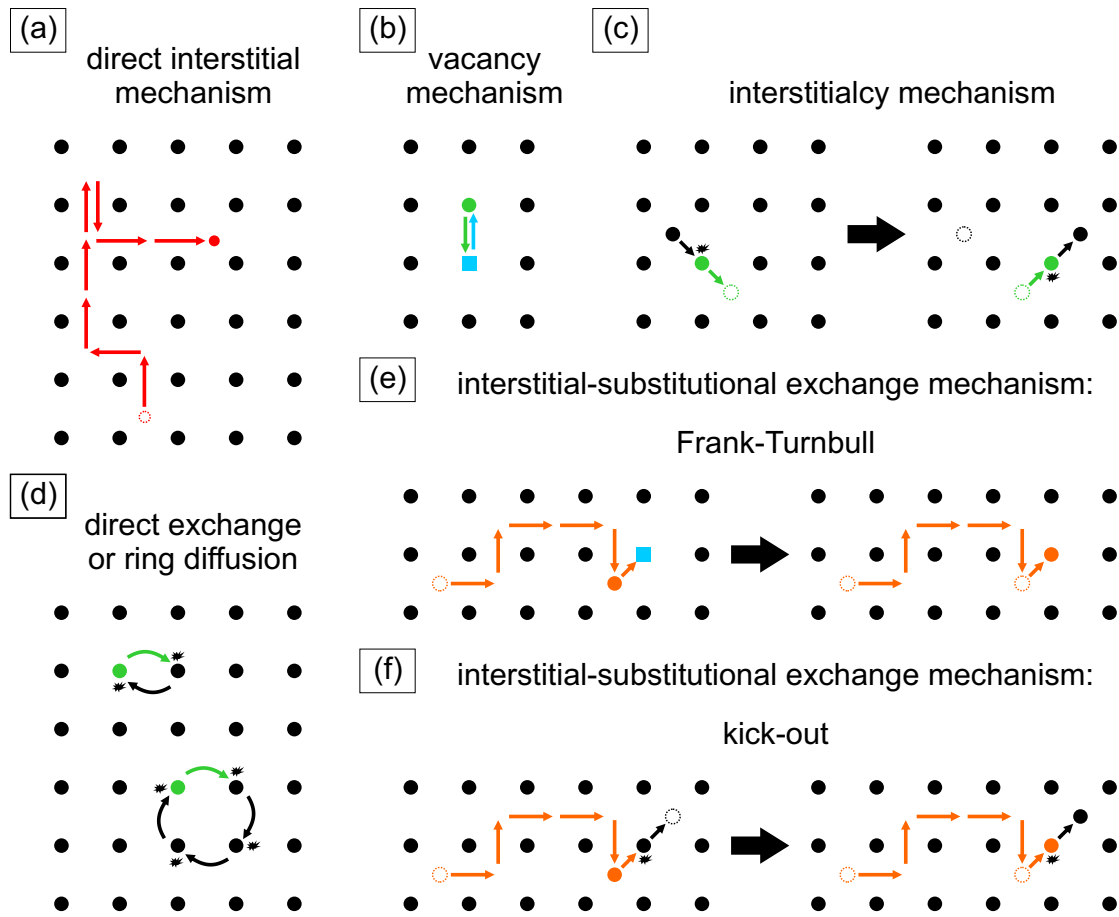 (a)
direct interstitial
mechanism
(b)
vacancy
mechanism
(c)
interstitialcy mechanism
(d)
direct exchange
or ring diffusion
(e)
interstitial-substitutional exchange mechanism:
Frank-Turnbull
(f)
interstitial-substitutional exchange mechanism:
kick-out